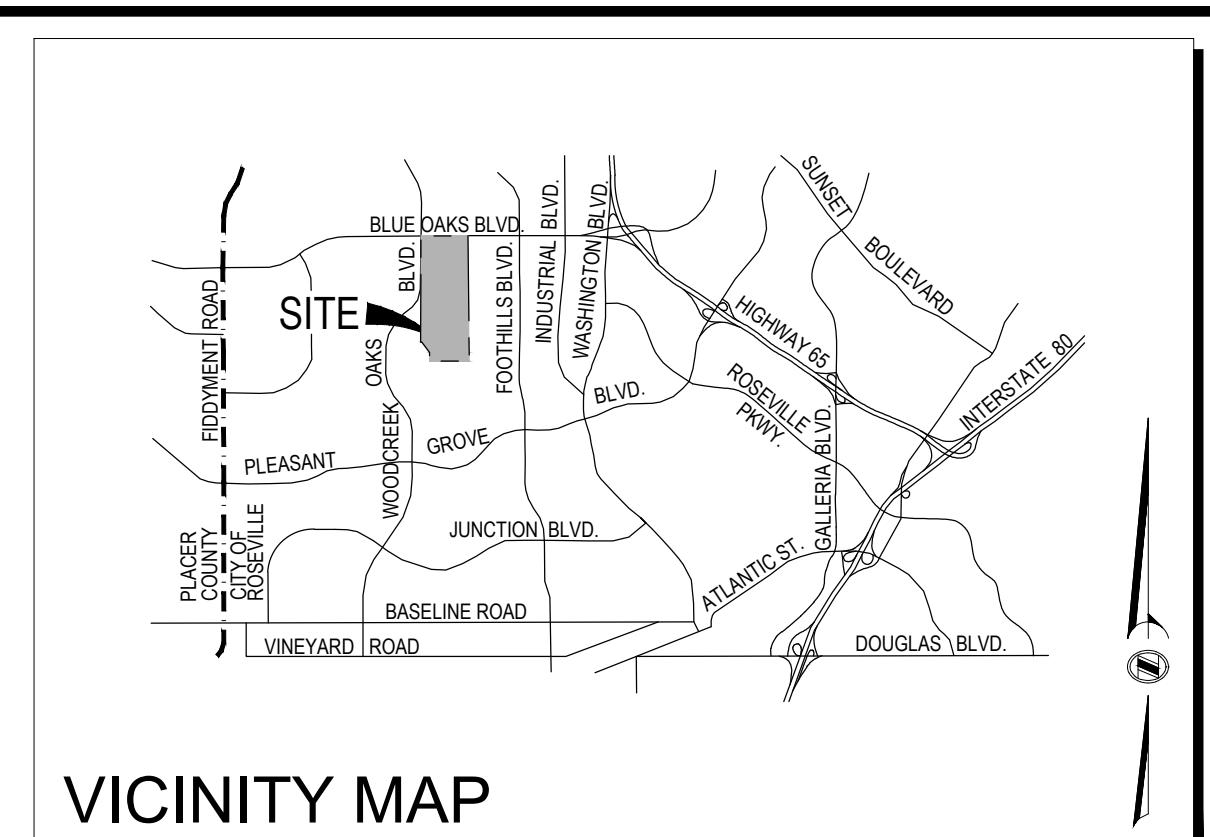 SUNSET
BOULEVARD
BLUE OAKS BLVD.
BLVD.
OAKS
WOODCREEK
SITE
FIDDYMENT ROAD
FOOTHILLS BLVD.
INDUSTRIAL BLVD.
WASHINGTON BLVD.
HIGHWAY 65
INTERSTATE 80
ROSEVILLE
PKWY.
GALLERIA BLVD.
PLEASANT GROVE BLVD.
JUNCTION BLVD.
ATLANTIC ST.
PLACER
COUNTY
CITY OF
ROSEVILLE
BASELINE ROAD
VINEYARD ROAD
DOUGLAS BLVD.
VICINITY MAP